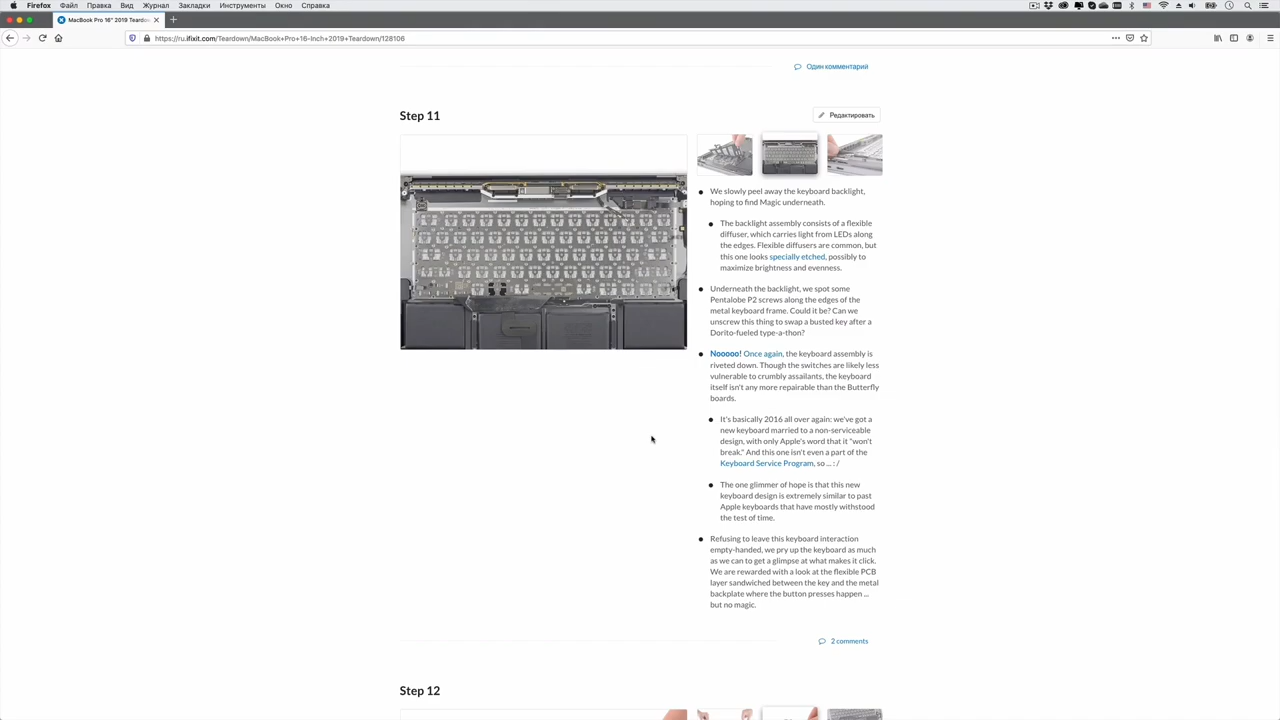 Firefox Файл Правка Вид Журнал Закладки Инструменты Окно Справка
MacBook Pro 16" 2019 Teardown
https://ru.ifixit.com/Teardown/MacBook+Pro+16-Inch+2019+Teardown/128106
Один комментарий
Step 11
Редактировать
We slowly peel away the keyboard backlight,
hoping to find Magic underneath.
The backlight assembly consists of a flexible
diffuser, which carries light from LEDs along
the edges. Flexible diffusers are common, but
this one looks specially etched, possibly to
maximize brightness and evenness.
Underneath the backlight, we spot some
Pentalobe P2 screws along the edges of the
metal keyboard frame. Could it be? Can we
unscrew this thing to swap a busted key after a
Dorito-fueled type-a-thon?
Nooooo! Once again, the keyboard assembly is
riveted down. Though the switches are likely less
vulnerable to crumbly assailants, the keyboard
itself isn't any more repairable than the Butterfly
boards.
It's basically 2016 all over again: we've got a
new keyboard married to a non-serviceable
design, with only Apple's word that it "won't
break." And this one isn't even a part of the
Keyboard Service Program, so ... : /
The one glimmer of hope is that this new
keyboard design is extremely similar to past
Apple keyboards that have mostly withstood
the test of time.
Refusing to leave this keyboard interaction
empty-handed, we pry up the keyboard as much
as we can to get a glimpse at what makes it click.
We are rewarded with a look at the flexible PCB
layer sandwiched between the key and the metal
backplate where the button presses happen ...
but no magic.
2 comments
Step 12